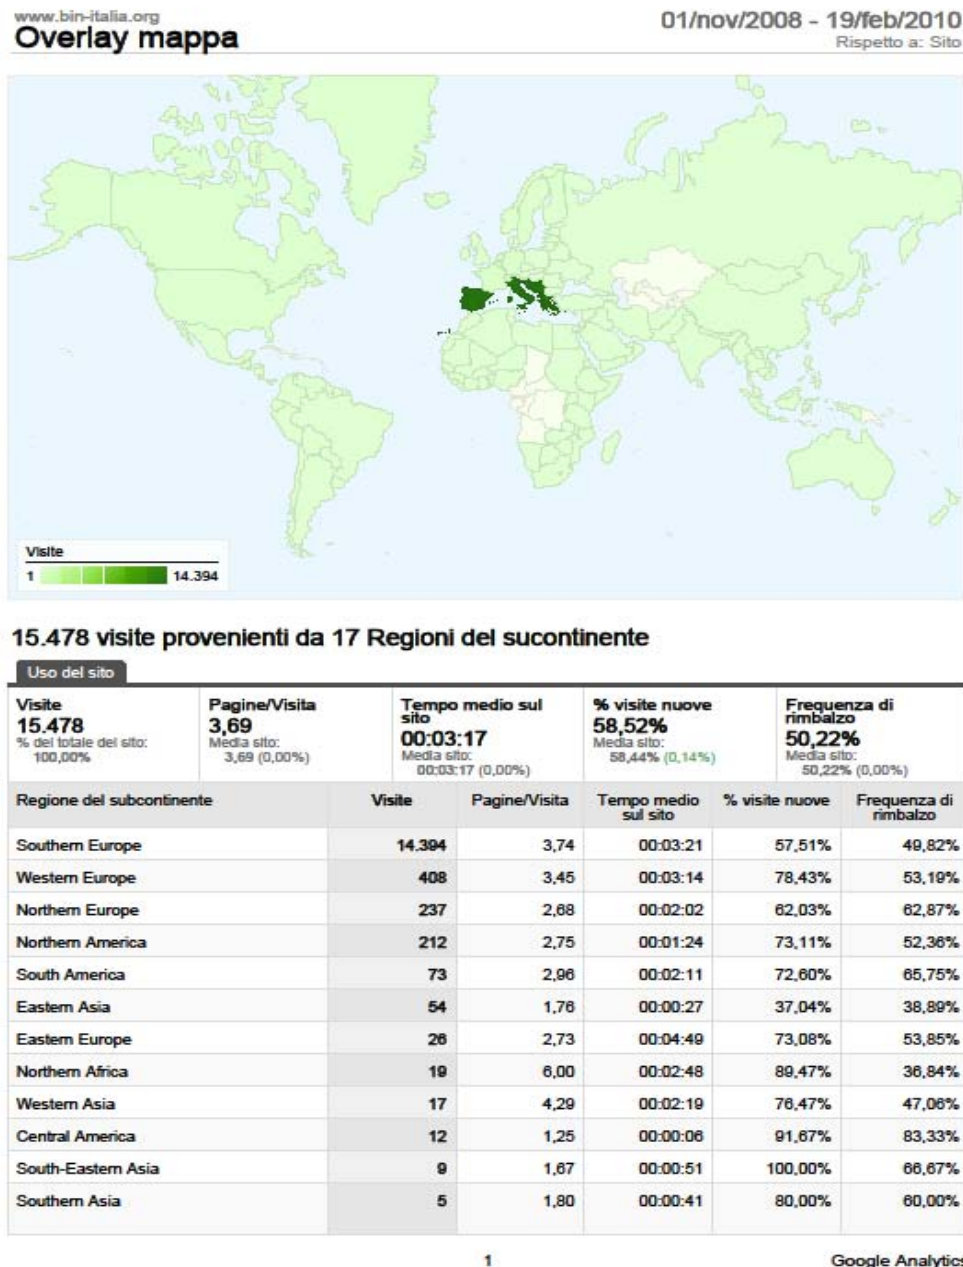 www.bin-italia.org
Overlay mappa
01/nov/2008 - 19/feb/2010
Rispetto a: Sito
Visite
1 14.394
15.478 visite provenienti da 17 Regioni del sucontinente
Uso del sito
Visite
15.478
% del totale del sito:
100,00%
Pagine/Visita
3,69
Media sito:
3,69 (0,00%)
Tempo medio sul
sito
00:03:17
Media sito:
00:03:17 (0,00%)
% visite nuove
58,52%
Media sito:
58,44% (0,14%)
Frequenza di
rimbalzo
50,22%
Media sito:
50,22% (0,00%)
Regione del subcontinente Visite Pagine/Visita Tempo medio sul sito % visite nuove Frequenza di rimbalzo
Southern Europe 14.394 3,74 00:03:21 57,51% 49,82%
Western Europe 408 3,45 00:03:14 78,43% 53,19%
Northern Europe 237 2,68 00:02:02 62,03% 62,87%
Northern America 212 2,75 00:01:24 73,11% 52,36%
South America 73 2,96 00:02:11 72,60% 65,75%
Eastern Asia 54 1,76 00:00:27 37,04% 38,89%
Eastern Europe 26 2,73 00:04:49 73,08% 53,85%
Northern Africa 19 6,00 00:02:48 89,47% 36,84%
Western Asia 17 4,29 00:02:19 76,47% 47,06%
Central America 12 1,25 00:00:06 91,67% 83,33%
South-Eastern Asia 9 1,67 00:00:51 100,00% 66,67%
Southern Asia 5 1,80 00:00:41 80,00% 60,00%
1
Google Analytics